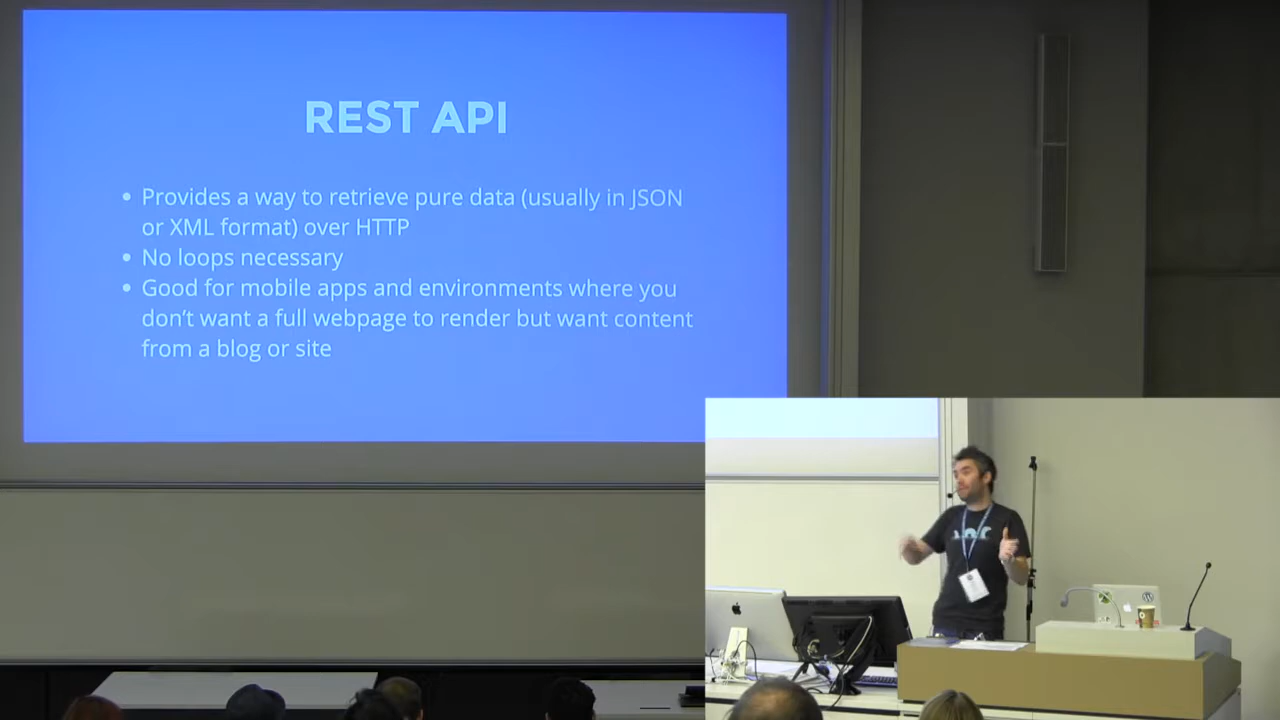 REST API
• Provides a way to retrieve pure data (usually in JSON
or XML format) over HTTP
• No loops necessary
• Good for mobile apps and environments where you
don’t want a full webpage to render but want content
from a blog or site